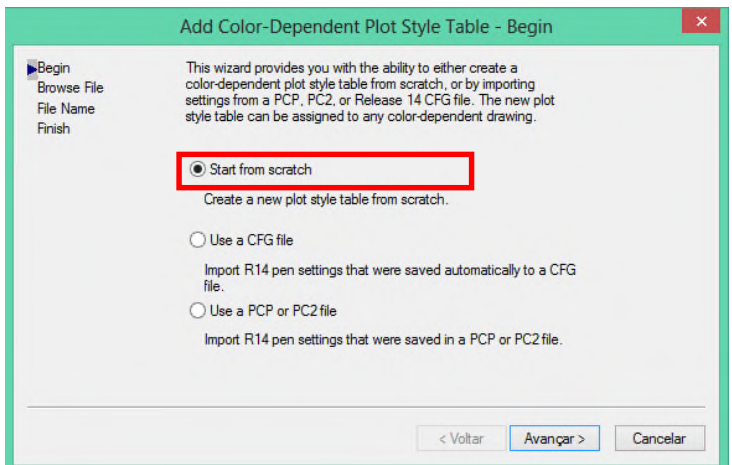 Add Color-Dependent Plot Style Table - Begin
Begin
Browse File
File Name
Finish
This wizard provides you with the ability to either create a
color-dependent plot style table from scratch, or by importing
settings from a PCP, PC2, or Release 14 CFG file. The new plot
style table can be assigned to any color-dependent drawing.
Start from scratch
Create a new plot style table from scratch.
Use a CFG file
Import R14 pen settings that were saved automatically to a CFG
file.
Use a PCP or PC2 file
Import R14 pen settings that were saved in a PCP or PC2 file.
< Voltar
Avançar >
Cancelar